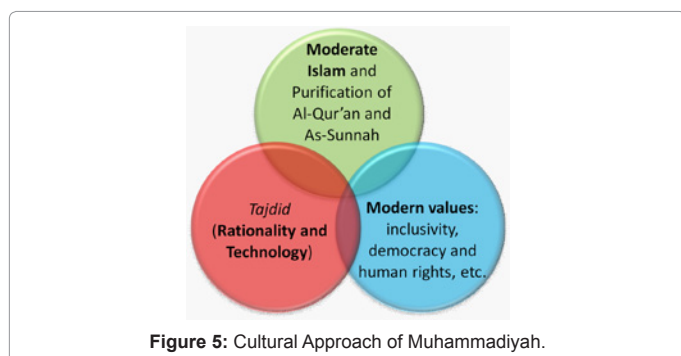 Moderate
Islam and
Purification of
Al-Qur'an and
As-Sunnah
Tajdid
(Rationality and
Technology)
Modern values:
inclusivity,
democracy and
human rights, etc.
Figure 5: Cultural Approach of Muhammadiyah.